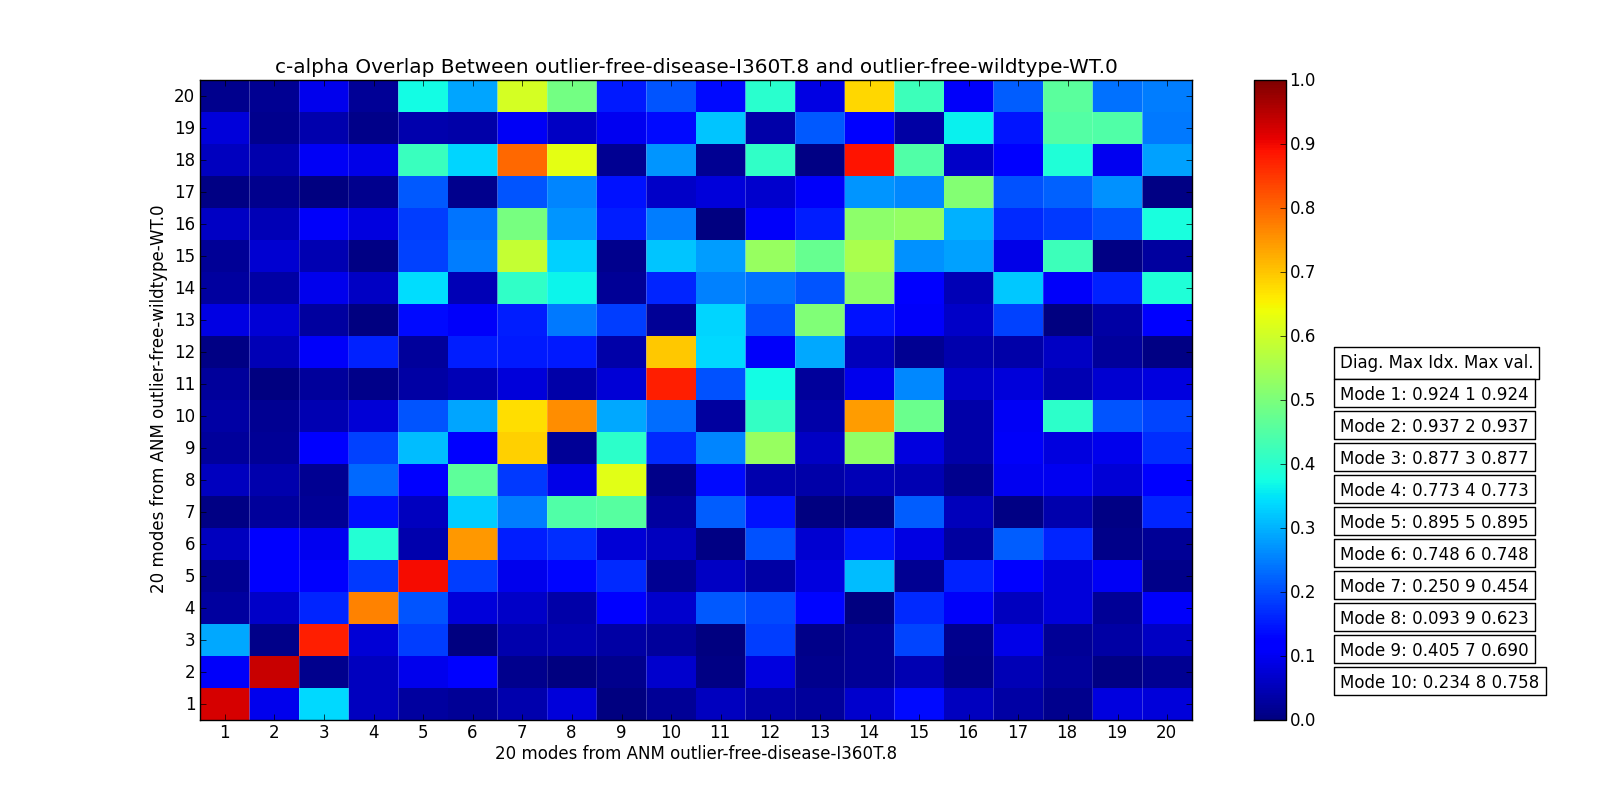 c-alpha Overlap Between outlier-free-disease-I360T.8 and outlier-free-wildtype-WT.0
20 modes from ANM outlier-free-wildtype-WT.0
20
19
18
17
16
15
14
13
12
11
10
9
8
7
6
5
4
3
2
1
1 2 3 4 5 6 7 8 9 10 11 12 13 14 15 16 17 18 19 20
20 modes from ANM outlier-free-disease-I360T.8
1.0
0.9
0.8
0.7
0.6
0.5
0.4
0.3
0.2
0.1
0.0
Diag. Max Idx. Max val.
Mode 1: 0.924 1 0.924
Mode 2: 0.937 2 0.937
Mode 3: 0.877 3 0.877
Mode 4: 0.773 4 0.773
Mode 5: 0.895 5 0.895
Mode 6: 0.748 6 0.748
Mode 7: 0.250 9 0.454
Mode 8: 0.093 9 0.623
Mode 9: 0.405 7 0.690
Mode 10: 0.234 8 0.758